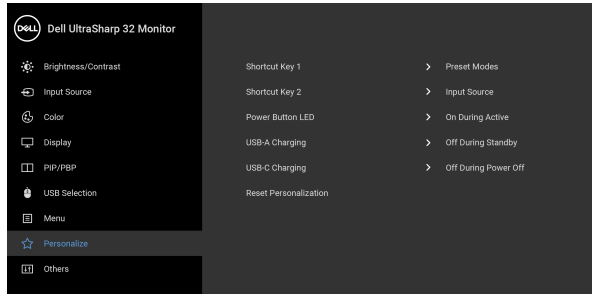 DELL Dell UltraSharp 32 Monitor
Brightness/Contrast
Input Source
Color
Display
PIP/PBP
USB Selection
Menu
Personalize
Others
Shortcut Key 1 > Preset Modes
Shortcut Key 2 > Input Source
Power Button LED > On During Active
USB-A Charging > Off During Standby
USB-C Charging > Off During Power Off
Reset Personalization